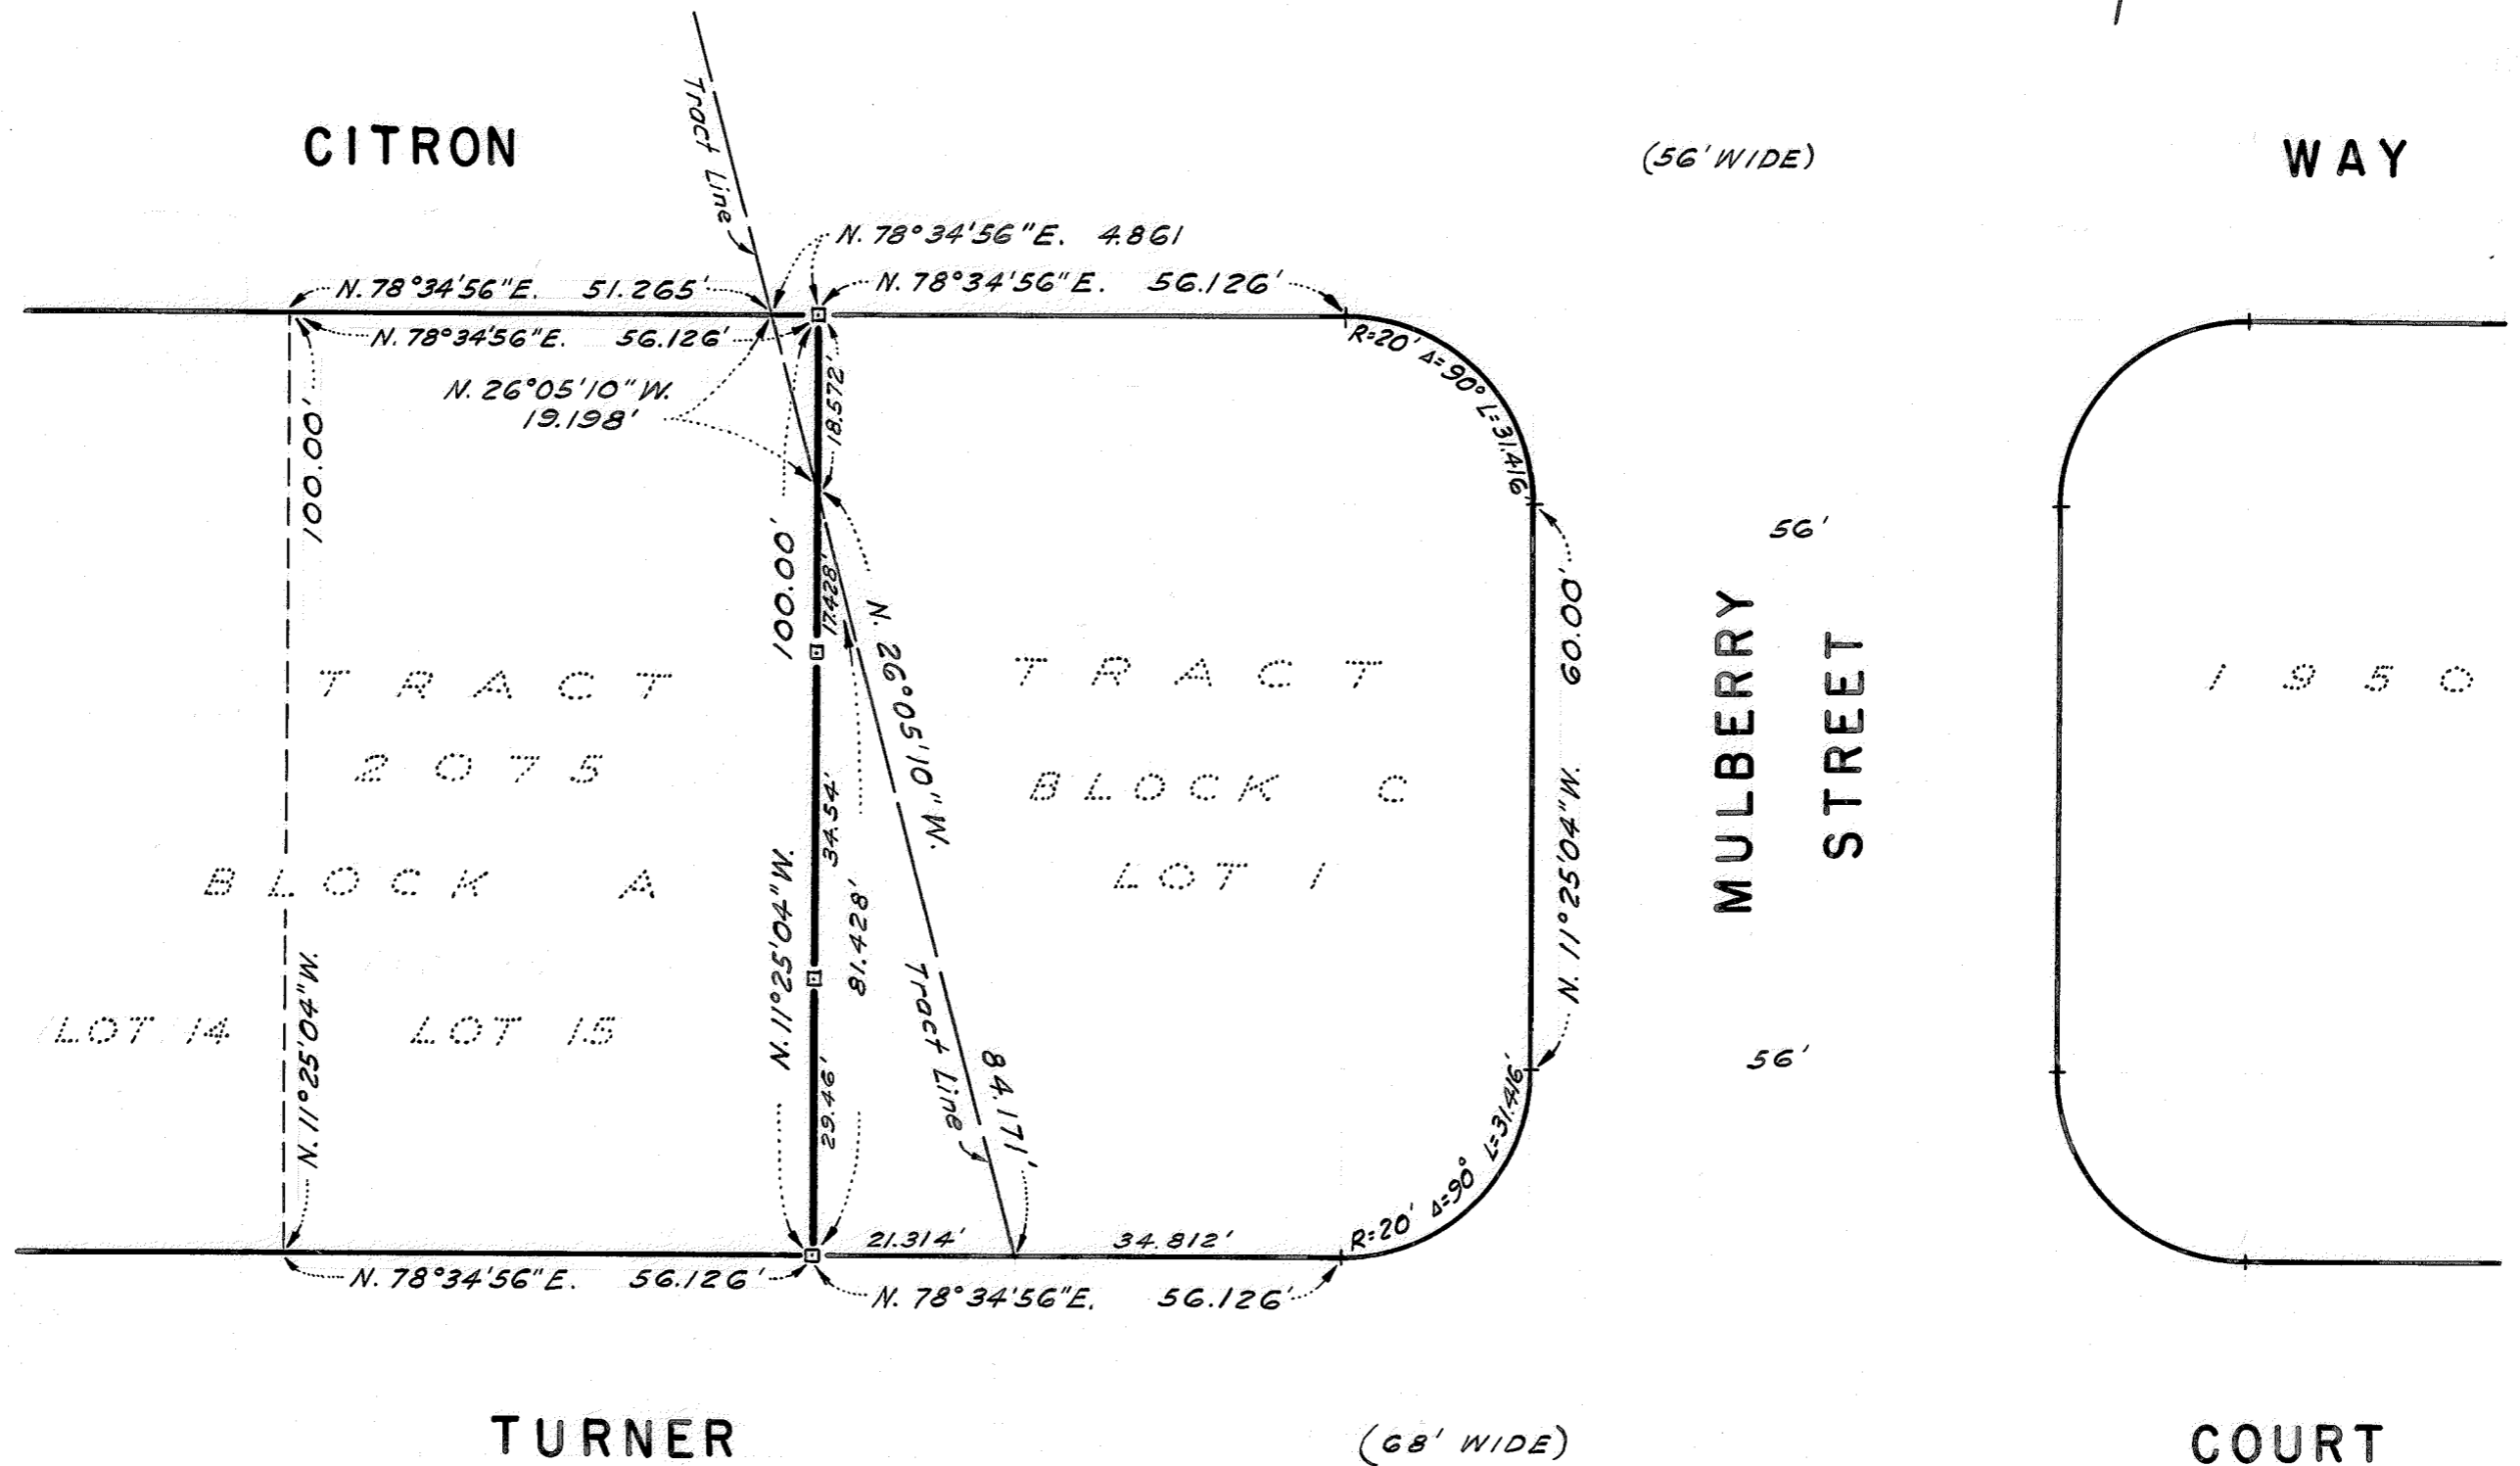 CITRON (56' WIDE) WAY
Tract Line
N. 78°34'56"E. 4.861
N. 78°34'56"E. 51.265'
N. 78°34'56"E. 56.126'
N. 78°34'56"E. 56.126'
R=20' Δ=90° L=31.416'
N. 26°05'10"W.
19.198'
18.572'
100.00'
N. 11°25'04"W.
100.00'
N. 11°25'04"W.
17.428'
34.54'
29.46'
81.428'
N. 26°05'10"W.
84.171'
Tract Line
TRACT
2075
BLOCK A
LOT 14
LOT 15
TRACT
BLOCK C
LOT 1
60.00'
N. 11°25'04"W.
56'
MULBERRY
STREET
56'
1950
R=20' Δ=90° L=31.416'
21.314'
34.812'
N. 78°34'56"E. 56.126'
N. 78°34'56"E. 56.126'
TURNER (68' WIDE) COURT